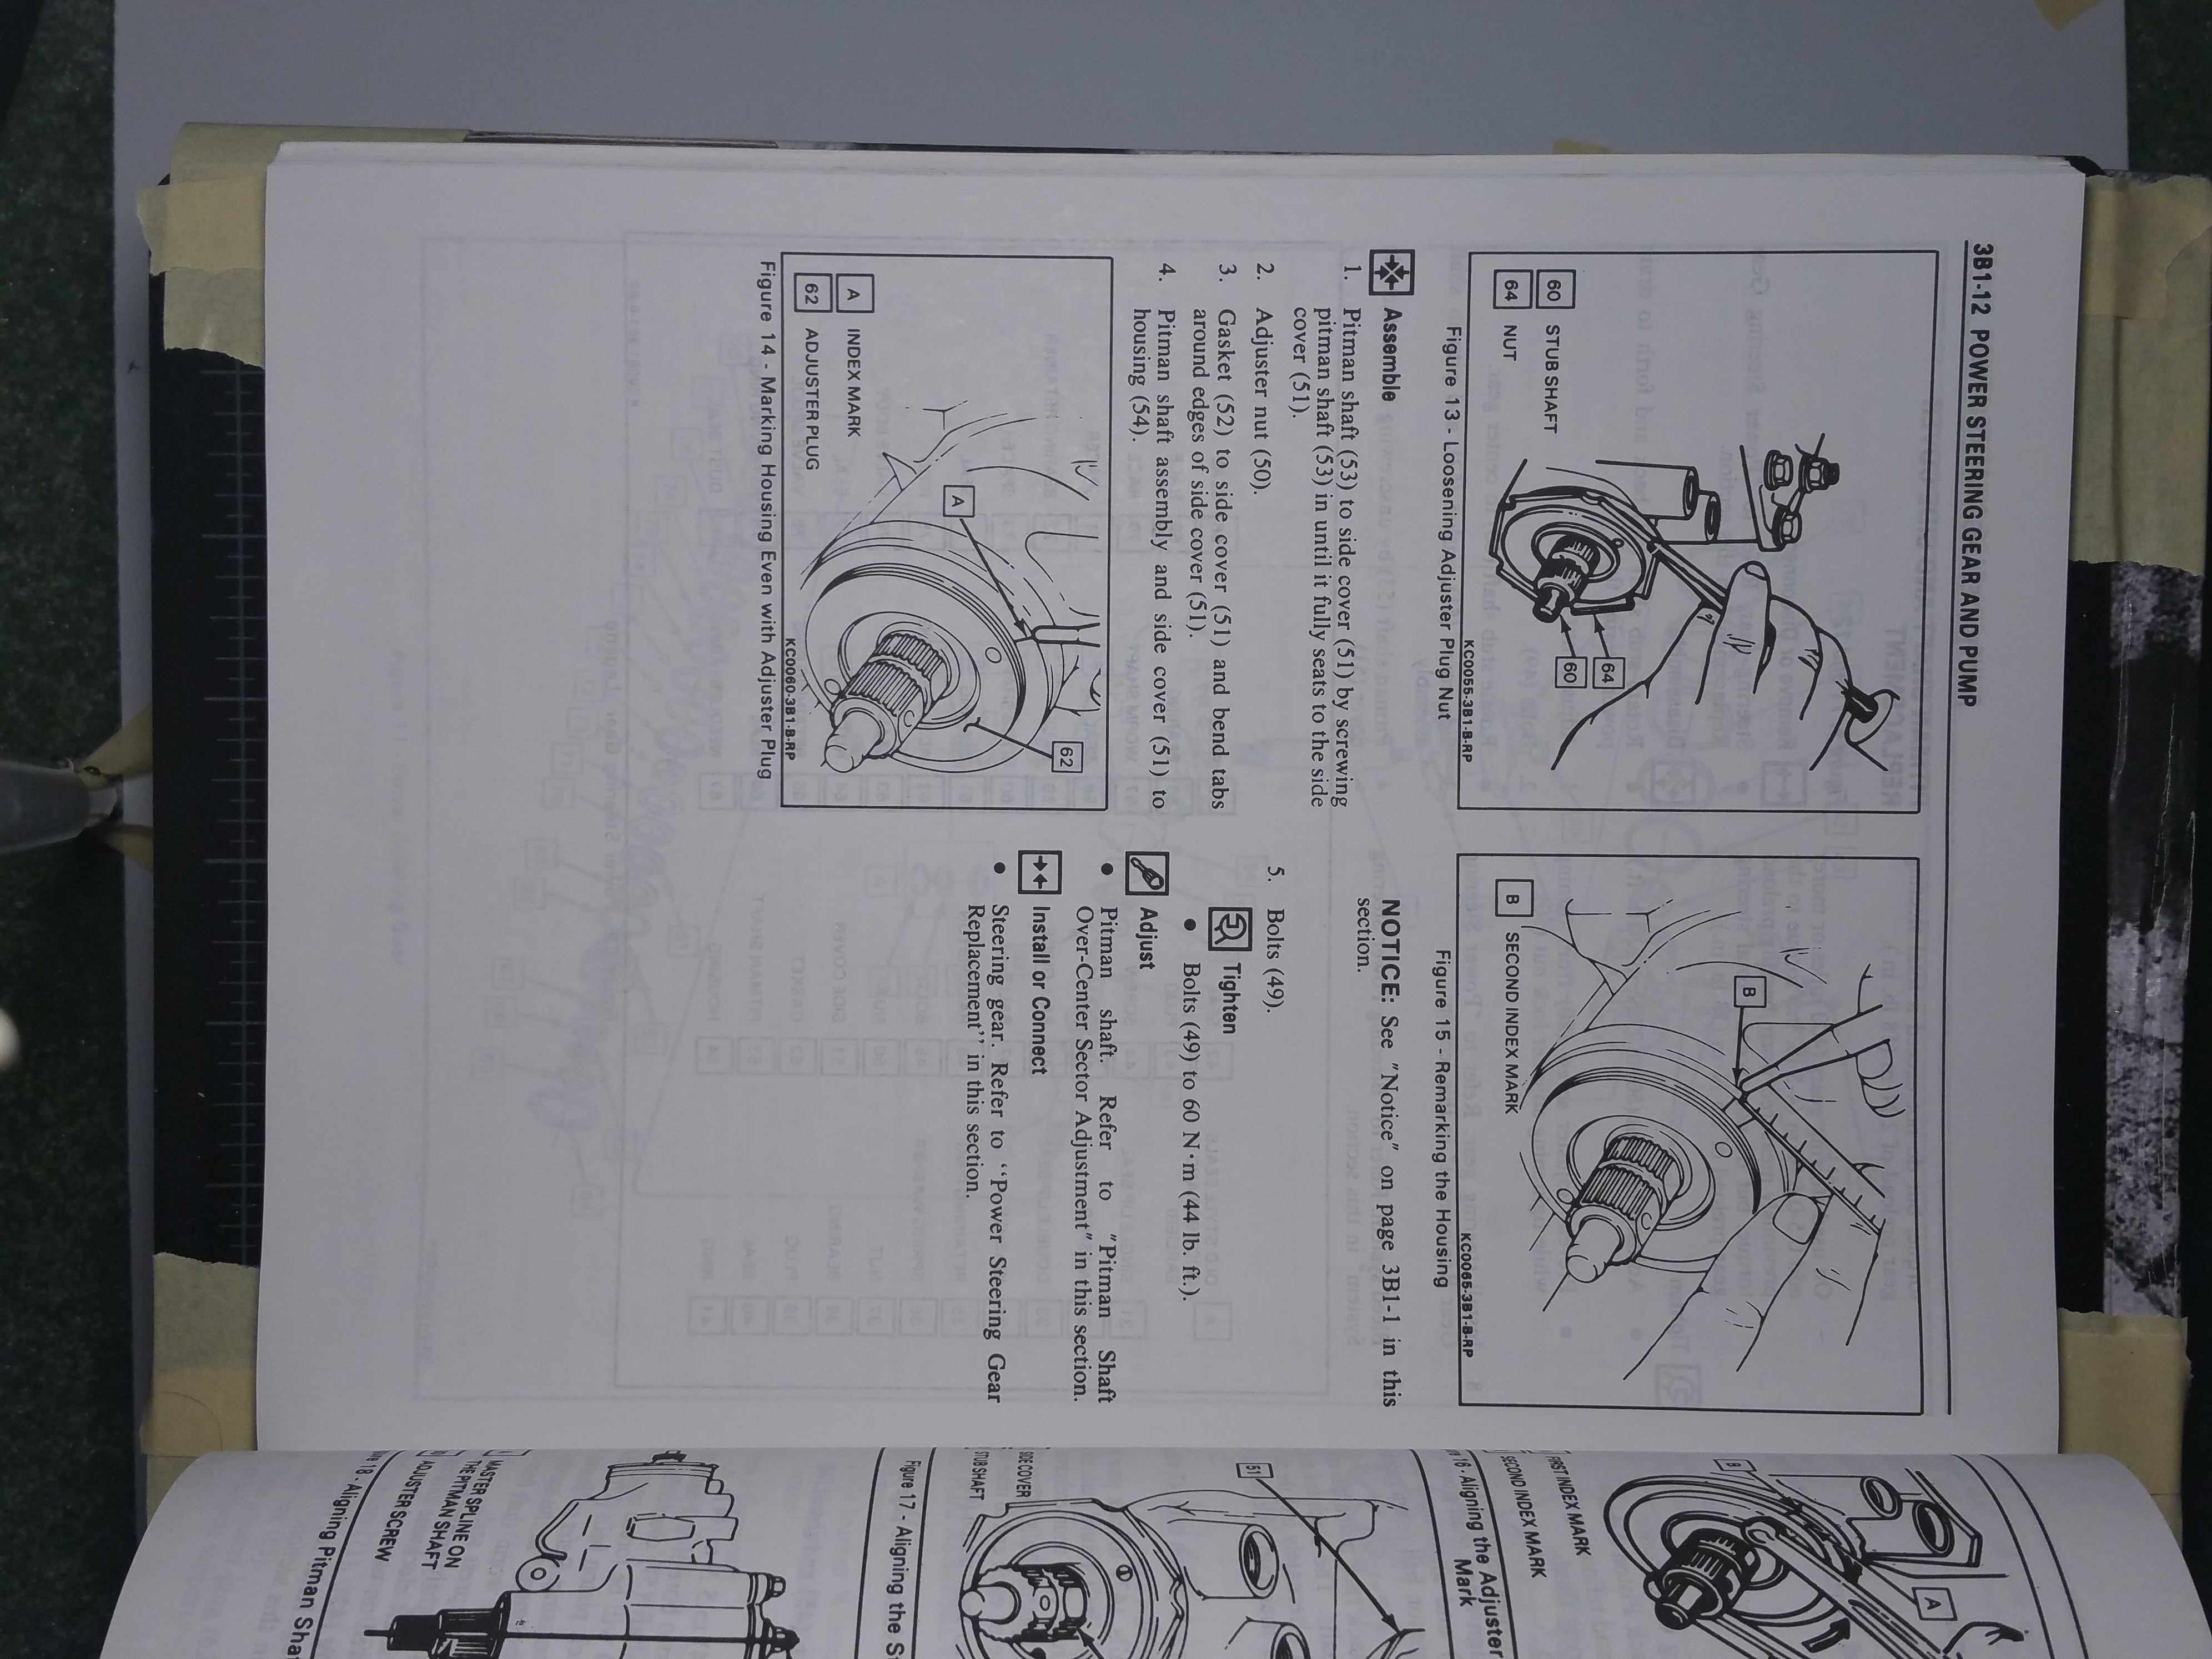 3B1-12 POWER STEERING GEAR AND PUMP
64
60
60 STUB SHAFT
64 NUT
KC0055-3B1-B-RP
Figure 13 - Loosening Adjuster Plug Nut
Assemble
1. Pitman shaft (53) to side cover (51) by screwing
pitman shaft (53) in until it fully seats to the side
cover (51).
2. Adjuster nut (50).
3. Gasket (52) to side cover (51) and bend tabs
around edges of side cover (51).
4. Pitman shaft assembly and side cover (51) to
housing (54).
62
A
A INDEX MARK
62 ADJUSTER PLUG
KC0060-3B1-B-RP
Figure 14 - Marking Housing Even with Adjuster Plug
B
B SECOND INDEX MARK
KC0065-3B1-B-RP
Figure 15 - Remarking the Housing
NOTICE: See "Notice" on page 3B1-1 in this
section.
5. Bolts (49).
Tighten
• Bolts (49) to 60 N·m (44 lb. ft.).
Adjust
• Pitman shaft. Refer to "Pitman Shaft
Over-Center Sector Adjustment" in this section.
Install or Connect
• Steering gear. Refer to ‘‘Power Steering Gear
Replacement’’ in this section.
B
A
FIRST INDEX MARK
SECOND INDEX MARK
16 - Aligning the Adjuster
Mark
51
SIDE COVER
STUB SHAFT
Figure 17 - Aligning the
MASTER SPLINE ON
THE PITMAN SHAFT
ADJUSTER SCREW
18 - Aligning Pitman